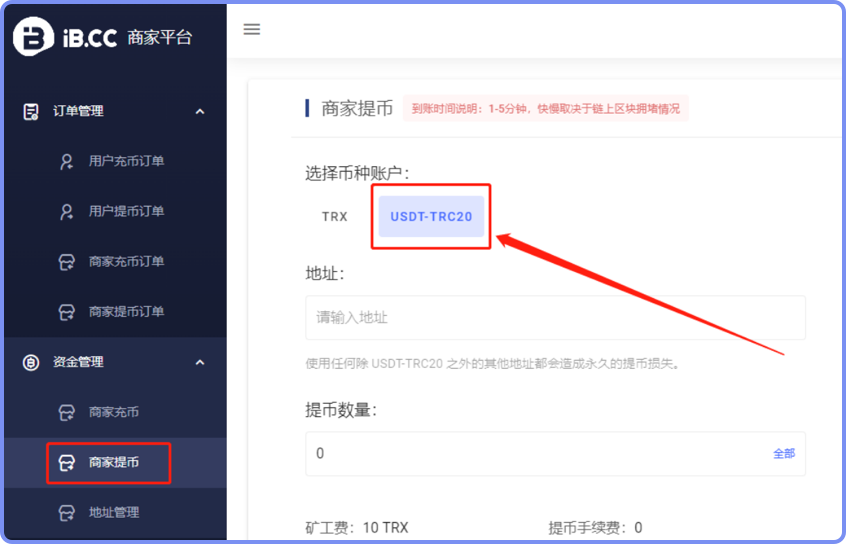 iB.CC 商家平台
订单管理
用户充币订单
用户提币订单
商家充币订单
商家提币订单
资金管理
商家充币
商家提币
地址管理
商家提币 到账时间说明：1-5分钟，快慢取决于链上区块拥堵情况
选择币种账户：
TRX USDT-TRC20
地址：
请输入地址
使用任何除 USDT-TRC20 之外的其他地址都会造成永久的提币损失。
提币数量：
0 全部
矿工费：10 TRX 提币手续费：0